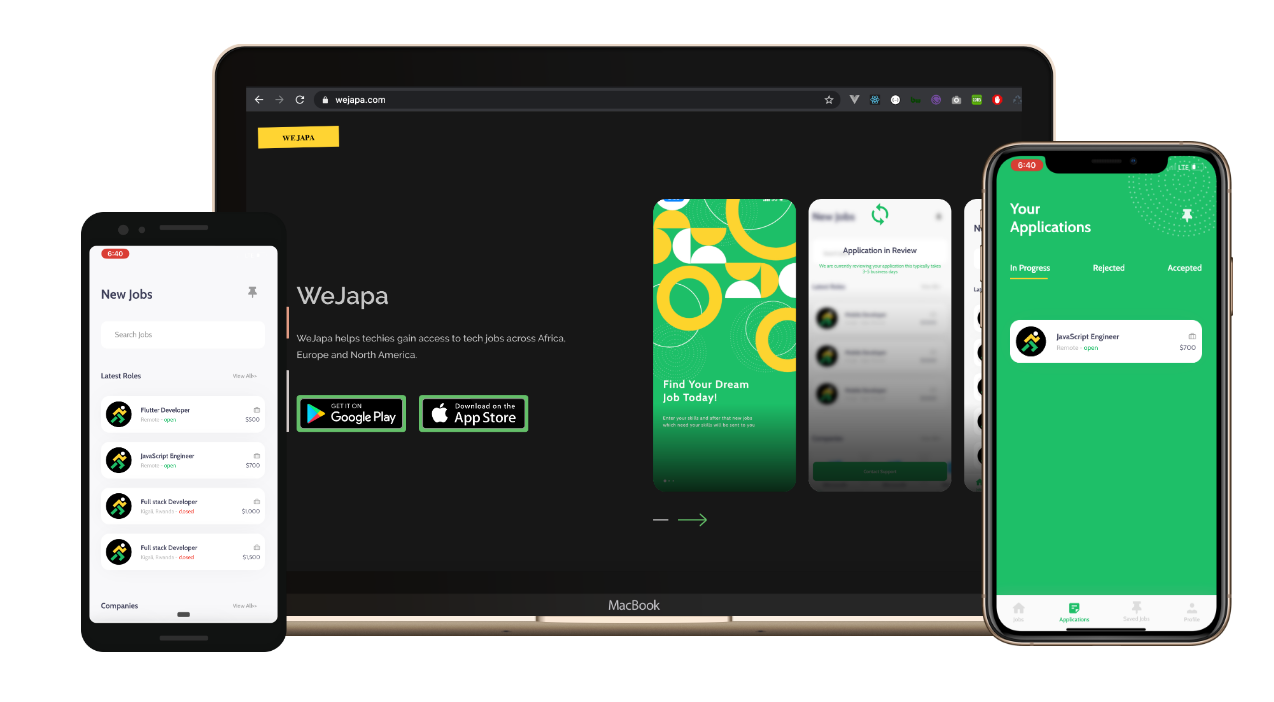 wejapa.com
WEJAPA
WeJapa
WeJapa helps techies gain access to tech jobs across Africa.
Europe and North America.
GET IT ON
Google Play
Download on the
App Store
Find Your Dream
Job Today!
Enter your skills and after that new jobs
which need your skills will be sent to you
New Jobs
Application in Review
We are currently reviewing your application this typically takes
3-5 business days
MacBook
6:40
New Jobs
Search Jobs
Latest Roles
View All>>
Flutter Developer
Remote - open
$500
JavaScript Engineer
Remote - open
$700
Full stack Developer
Kigali, Rwanda - closed
$1,000
Full stack Developer
Kigali, Rwanda - closed
$1,500
Companies
View All>>
6:40
LTE
Your
Applications
In Progress
Rejected
Accepted
JavaScript Engineer
Remote - open
$700
Jobs
Applications
Saved Jobs
Profile